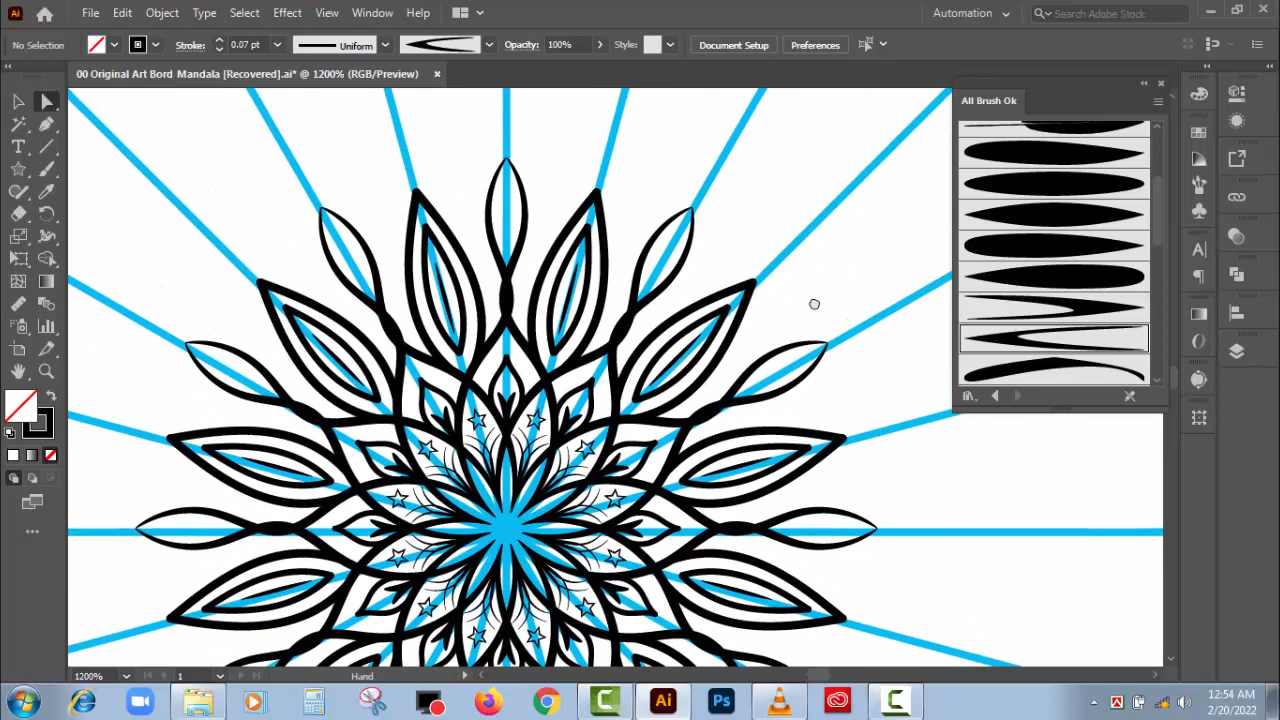 Ai File Edit Object Type Select Effect View Window Help Automation Search Adobe Stock
No Selection Stroke: 0.07 pt Uniform Opacity: 100% Style: Document Setup Preferences
00 Original Art Bord Mandala [Recovered].ai* @ 1200% (RGB/Preview)
All Brush Ok
1200% 1 Hand
Ai Ps
12:54 AM
2/20/2022